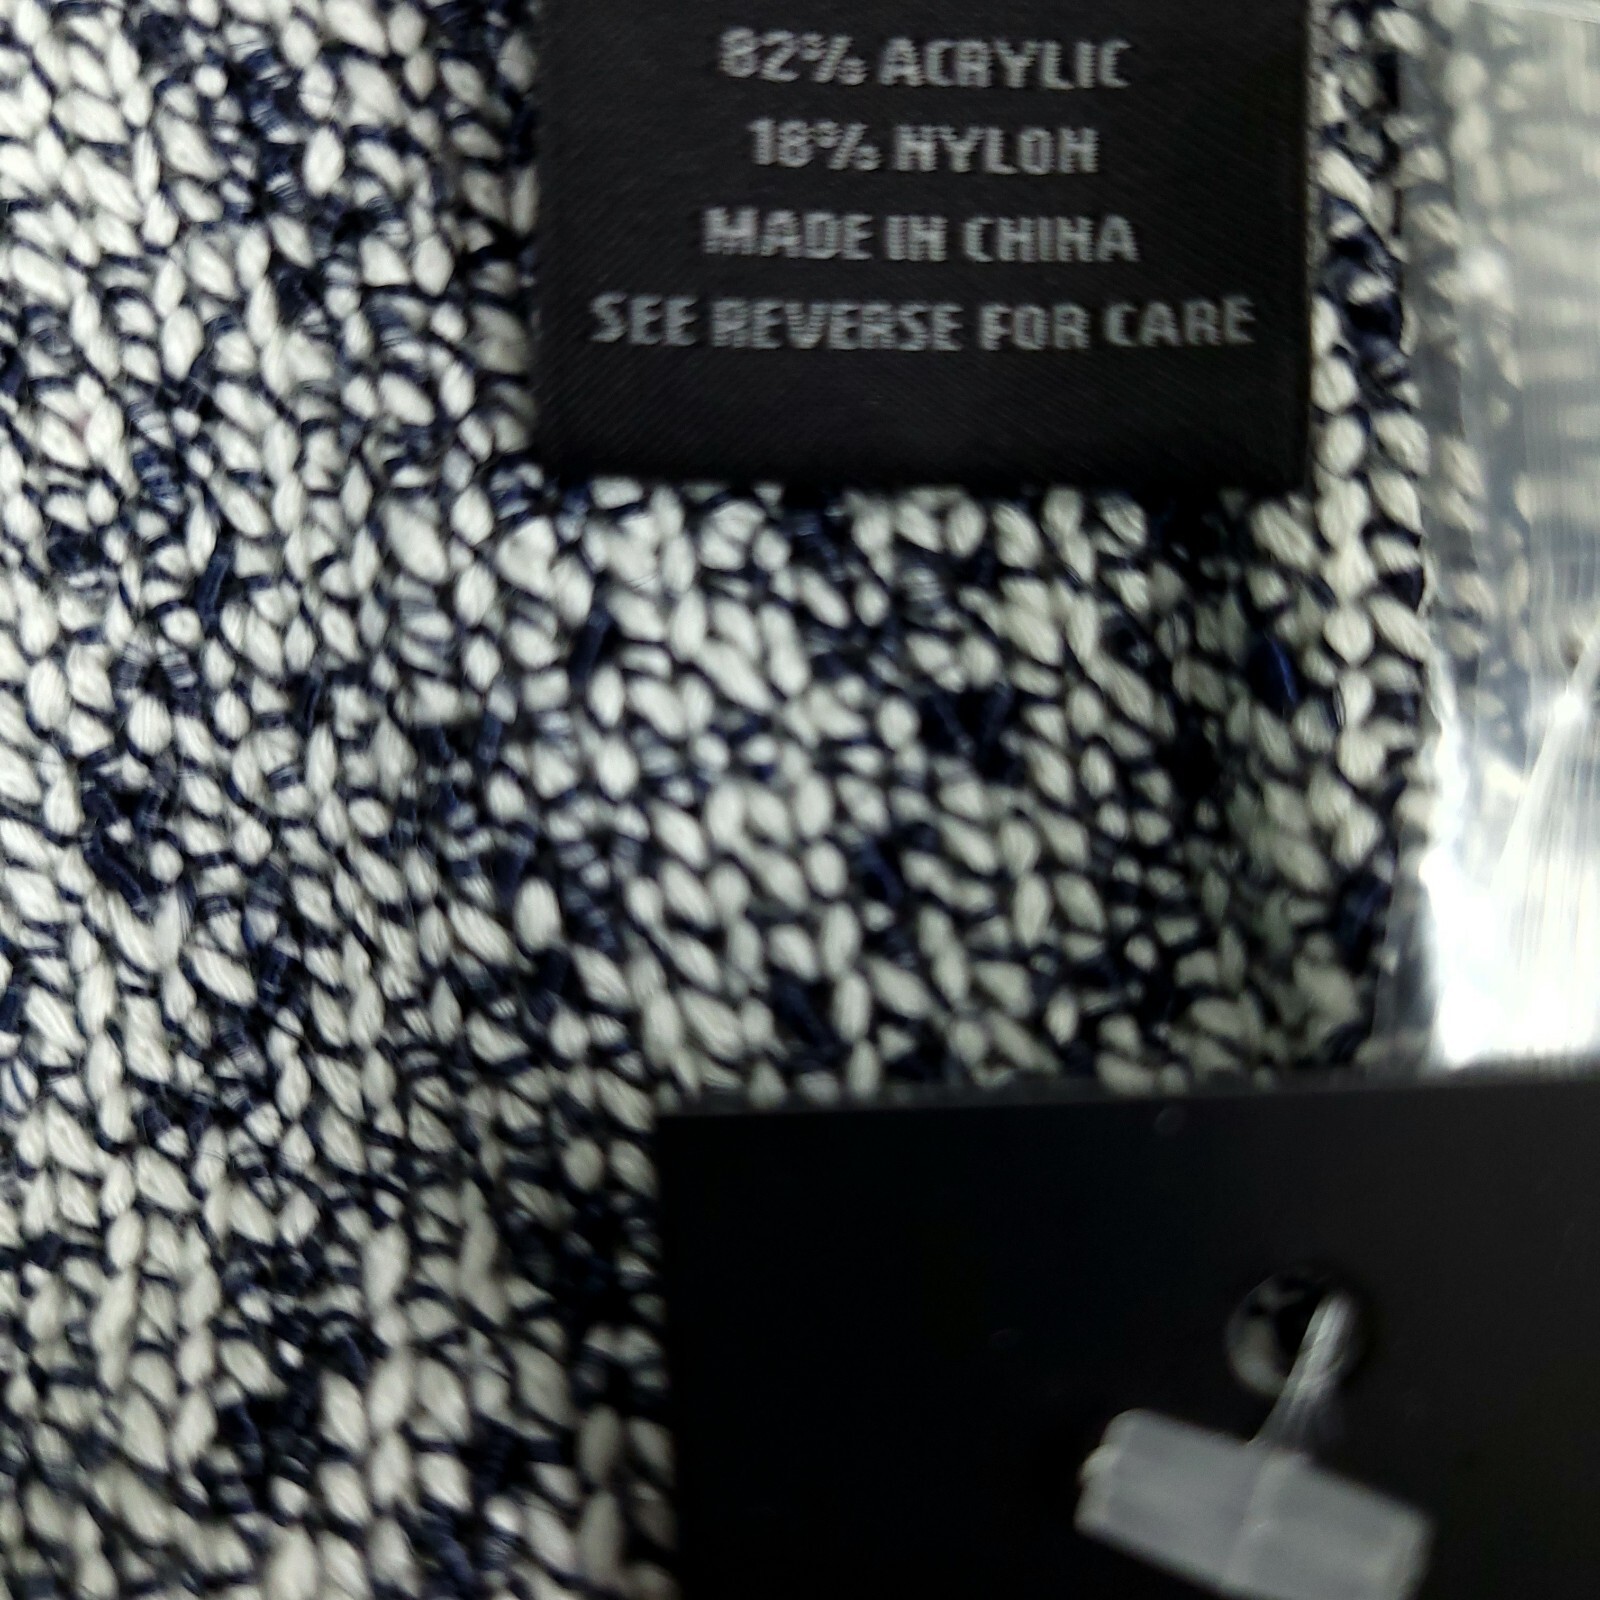 82% ACRYLIC
18% NYLON
MADE IN CHINA
SEE REVERSE FOR CARE